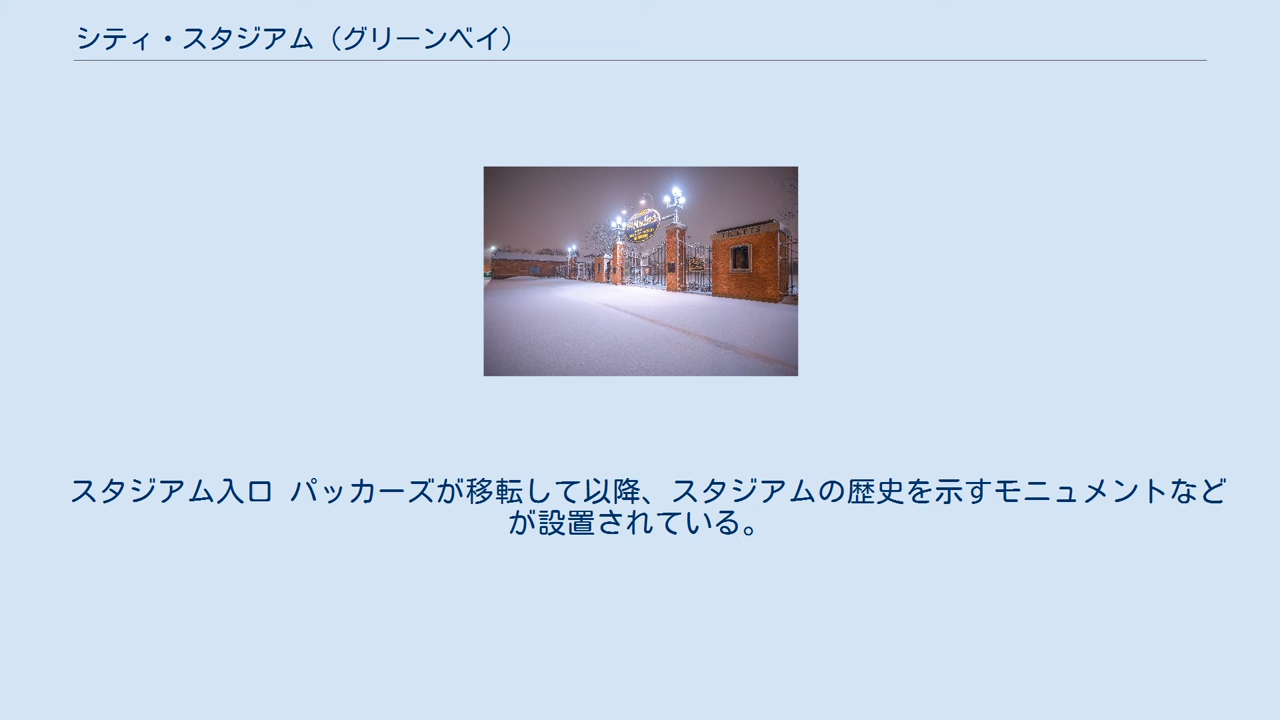 シティ・スタジアム（グリーンベイ）
TICKETS
スタジアム入口 パッカーズが移転して以降、スタジアムの歴史を示すモニュメントなど
が設置されている。